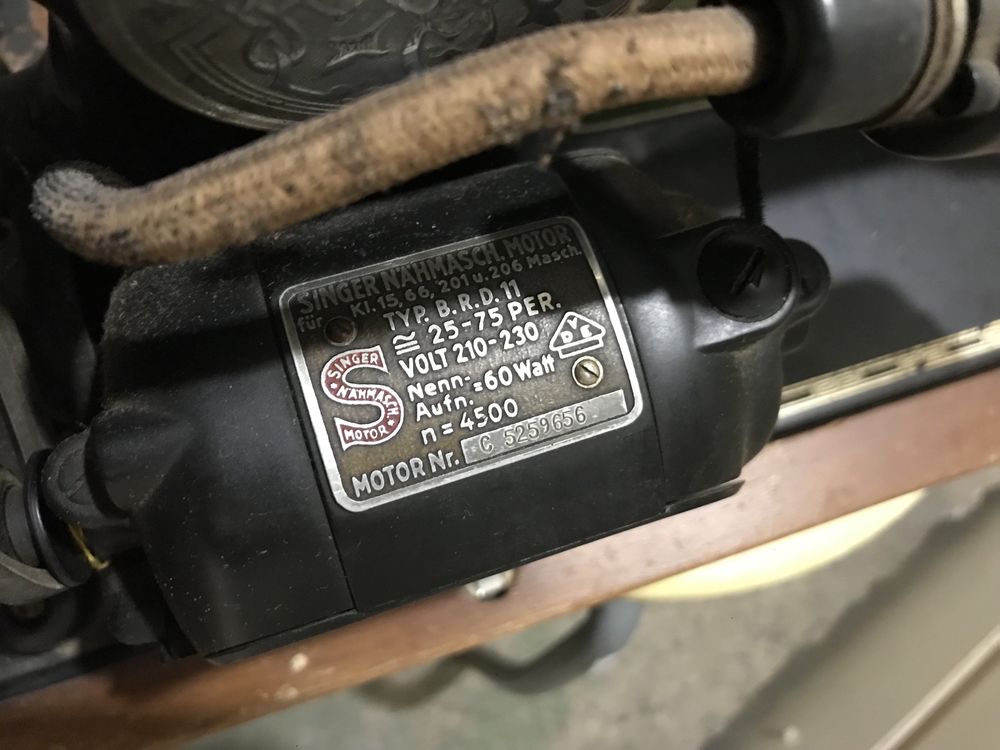 SINGER NÄHMASCH. MOTOR
für Kl. 15, 66, 201 u. 206 Masch.
TYP. B.R.D. 11
≅ 25-75 PER.
VOLT 210-230
VDE
Nenn-
Aufn. = 60 Watt
n = 4500
MOTOR Nr. C 5259656
SINGER
NÄHMASCH.
MOTOR